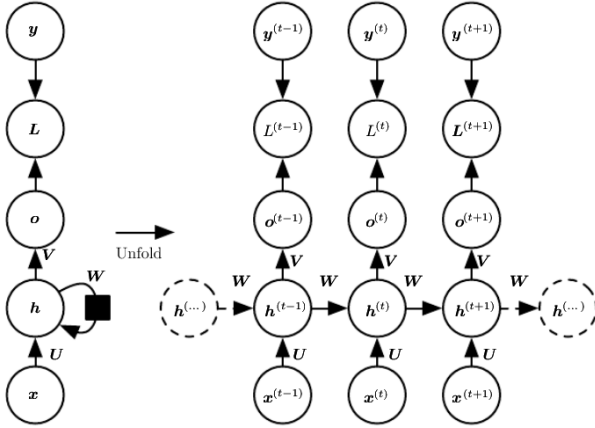 y y^(t−1) y^(t) y^(t+1)
L L^(t−1) L^(t) L^(t+1)
o o^(t−1) o^(t) o^(t+1)
Unfold
V V V V
W W W W W
h h^(...) h^(t−1) h^(t) h^(t+1) h^(...)
U U U U
x x^(t−1) x^(t) x^(t+1)